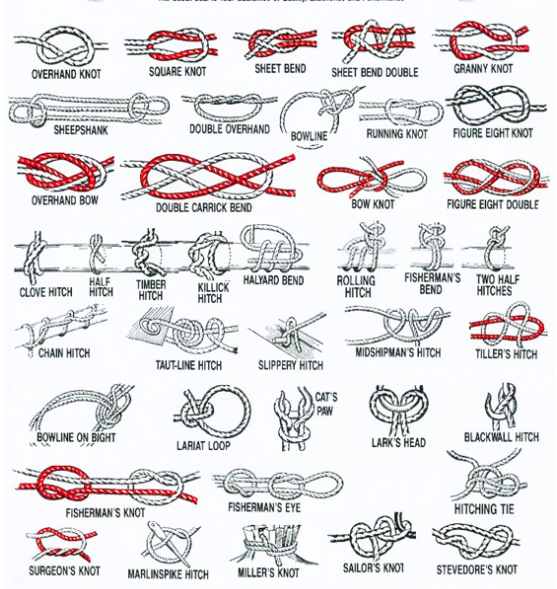 OVERHAND KNOT
SQUARE KNOT
SHEET BEND
SHEET BEND DOUBLE
GRANNY KNOT
SHEEPSHANK
DOUBLE OVERHAND
BOWLINE
RUNNING KNOT
FIGURE EIGHT KNOT
OVERHAND BOW
DOUBLE CARRICK BEND
BOW KNOT
FIGURE EIGHT DOUBLE
CLOVE HITCH
HALF
HITCH
TIMBER
HITCH
KILLICK
HITCH
HALYARD BEND
ROLLING
HITCH
FISHERMAN'S
BEND
TWO HALF
HITCHES
CHAIN HITCH
TAUT-LINE HITCH
SLIPPERY HITCH
MIDSHIPMAN'S HITCH
TILLER'S HITCH
BOWLINE ON BIGHT
LARIAT LOOP
CAT'S
PAW
LARK'S HEAD
BLACKWALL HITCH
FISHERMAN'S KNOT
FISHERMAN'S EYE
HITCHING TIE
SURGEON'S KNOT
MARLINSPIKE HITCH
MILLER'S KNOT
SAILOR'S KNOT
STEVEDORE'S KNOT